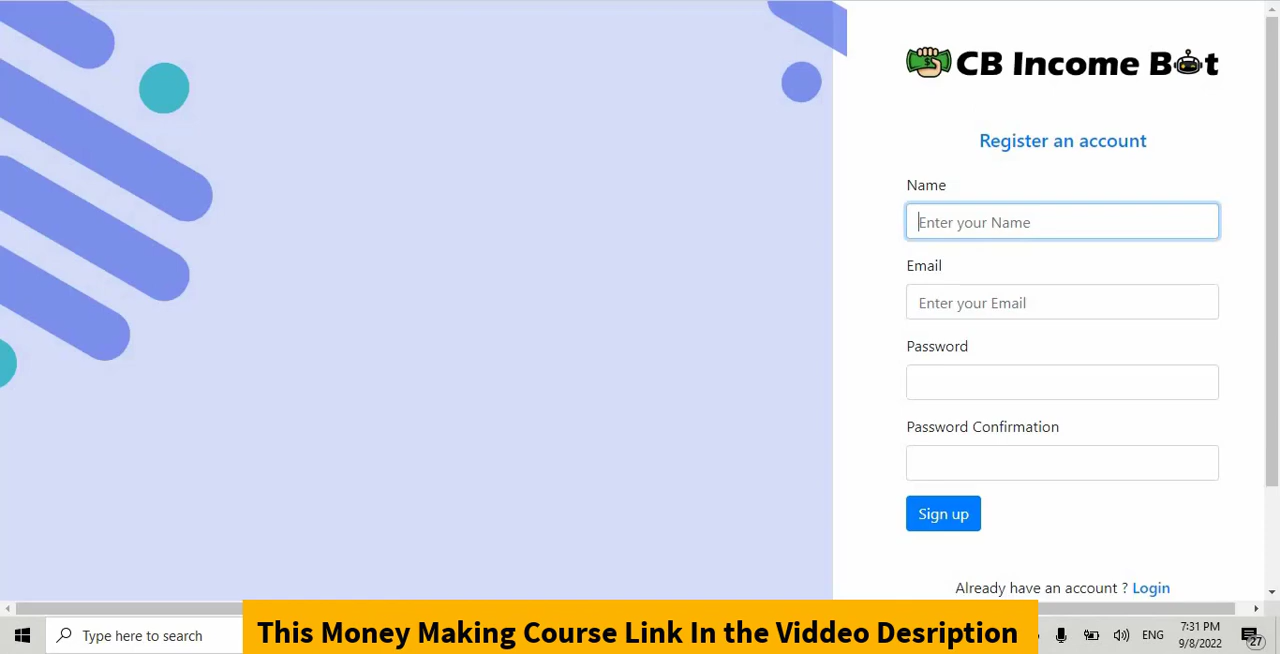 CB Income Bot
Register an account
Name
Enter your Name
Email
Enter your Email
Password
Password Confirmation
Sign up
Already have an account ? Login
This Money Making Course Link In the Viddeo Desription
Type here to search
ENG
7:31 PM
9/8/2022
27